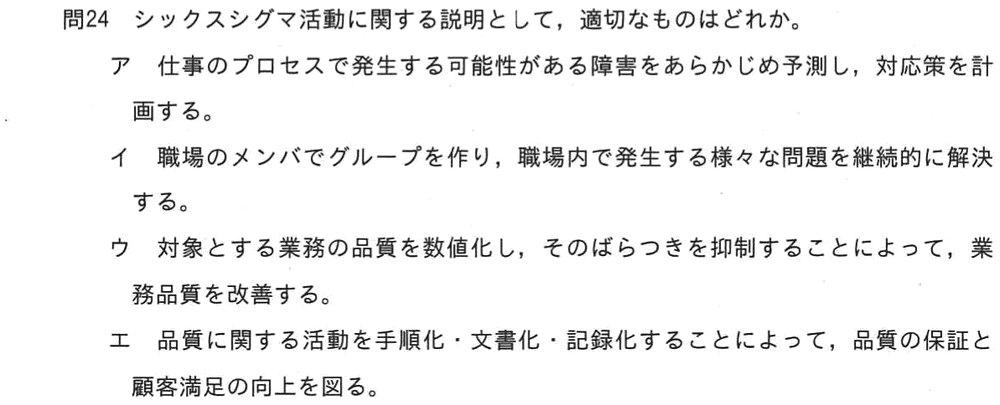 問24 シックスシグマ活動に関する説明として，適切なものはどれか。
ア 仕事のプロセスで発生する可能性がある障害をあらかじめ予測し，対応策を計
画する。
イ 職場のメンバでグループを作り，職場内で発生する様々な問題を継続的に解決
する。
ウ 対象とする業務の品質を数値化し，そのばらつきを抑制することによって，業
務品質を改善する。
エ 品質に関する活動を手順化・文書化・記録化することによって，品質の保証と
顧客満足の向上を図る。